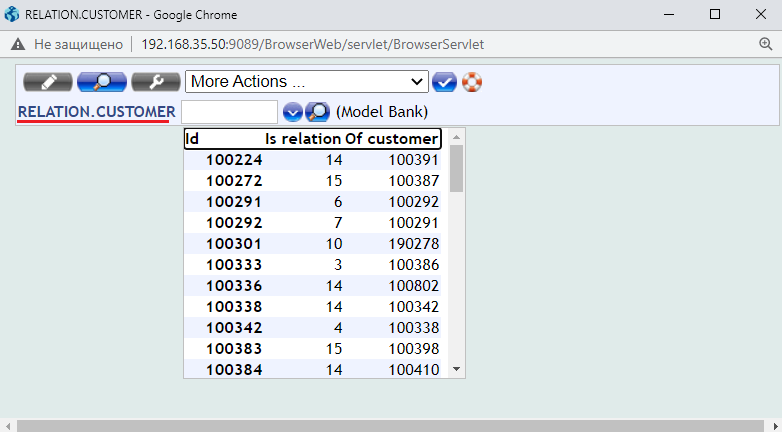 RELATION.CUSTOMER - Google Chrome
Не защищено 192.168.35.50:9089/BrowserWeb/servlet/BrowserServlet
More Actions ...
RELATION.CUSTOMER (Model Bank)
Id Is relation Of customer
100224 14 100391
100272 15 100387
100291 6 100292
100292 7 100291
100301 10 190278
100333 3 100386
100336 14 100802
100338 14 100342
100342 4 100338
100383 15 100398
100384 14 100410